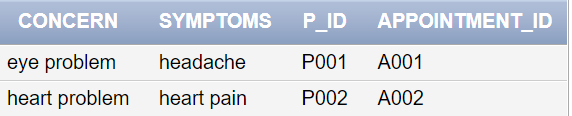 CONCERN SYMPTOMS P_ID APPOINTMENT_ID
eye problem headache P001 A001
heart problem heart pain P002 A002